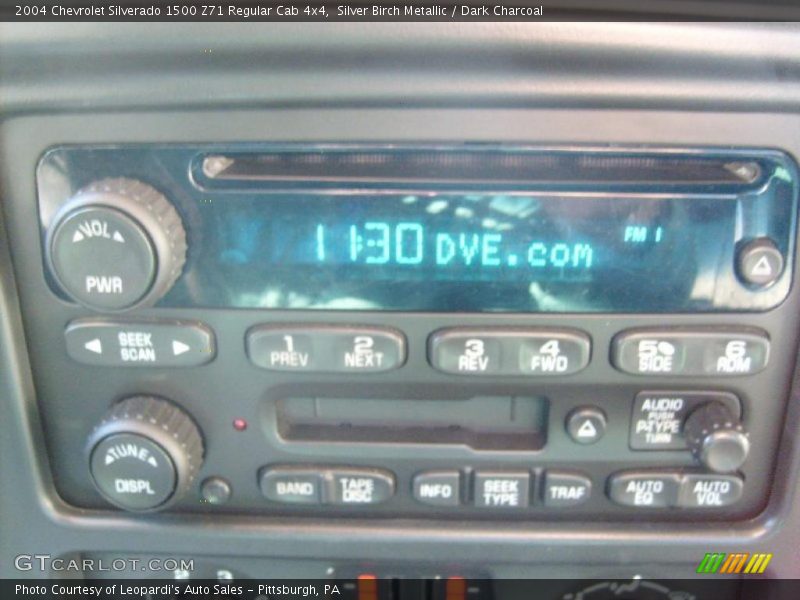 2004 Chevrolet Silverado 1500 Z71 Regular Cab 4x4, Silver Birch Metallic / Dark Charcoal
VOL
PWR
11:30 DVE.com FM 1
SEEK
SCAN
1
PREV
2
NEXT
3
REV
4
FWD
5
SIDE
6
RDM
TUNE
DISPL
AUDIO
PUSH
P-TYPE
TURN
BAND
TAPE
DISC
INFO
SEEK
TYPE
TRAF
AUTO
EQ
AUTO
VOL
GTCARLOT.COM
Photo Courtesy of Leopardi's Auto Sales - Pittsburgh, PA